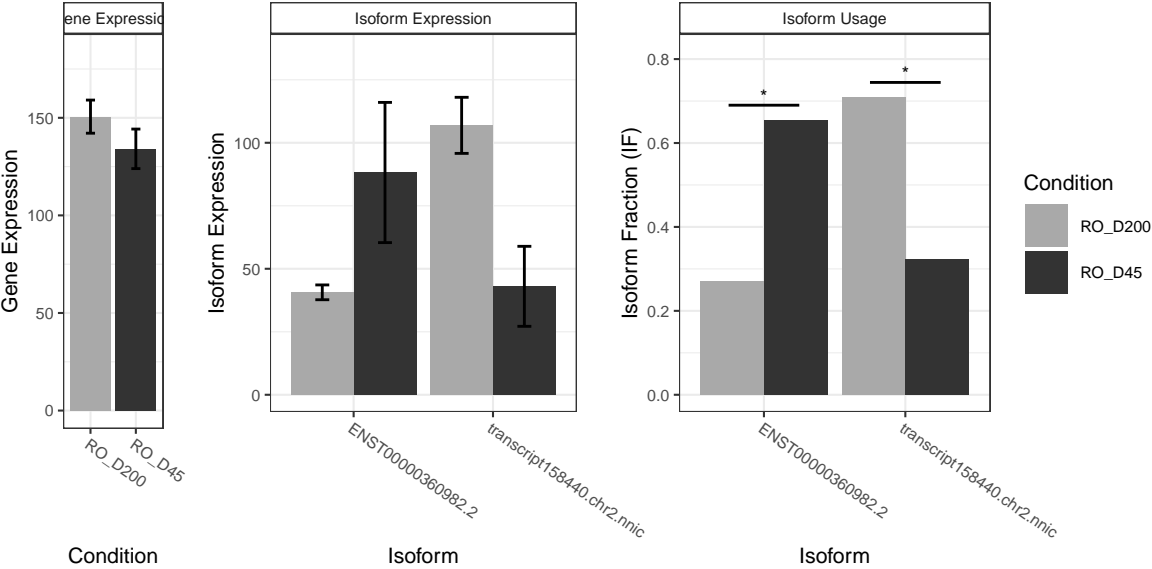 ene Expressio
Gene Expression
150
100
50
0
RO_D200
RO_D45
Condition
Isoform Expression
Isoform Expression
100
50
0
ENST00000360982.2
transcript158440.chr2.nnic
Isoform
Isoform Usage
Isoform Fraction (IF)
0.8
0.6
0.4
0.2
0.0
*
*
ENST00000360982.2
transcript158440.chr2.nnic
Isoform
Condition
RO_D200
RO_D45